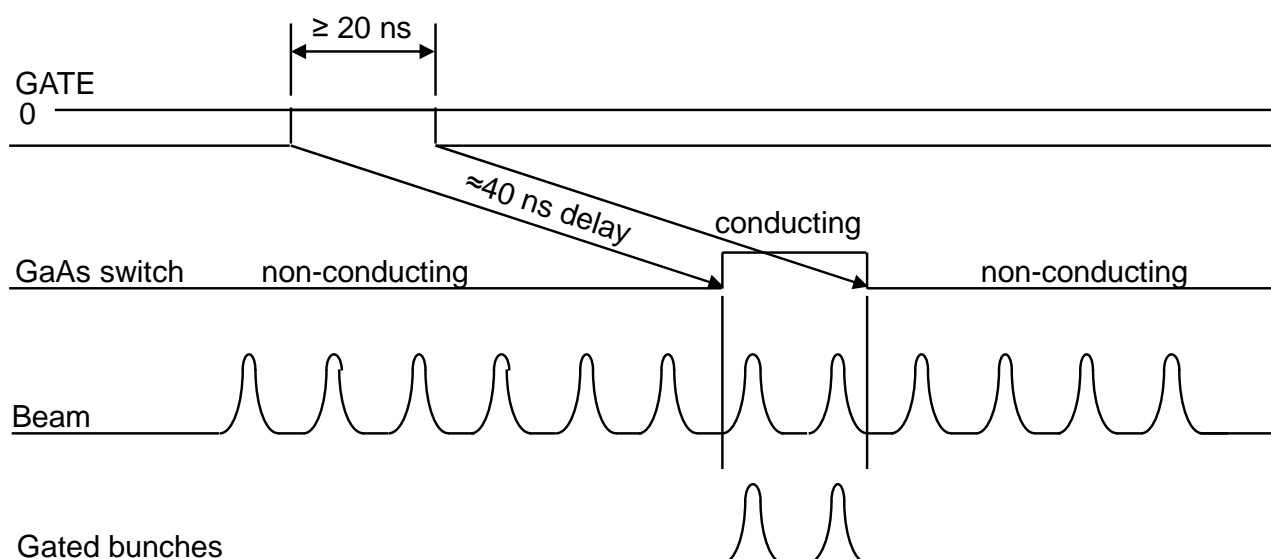 ≥ 20 ns
GATE
0
≈40 ns delay
conducting
GaAs switch
non-conducting
non-conducting
Beam
Gated bunches